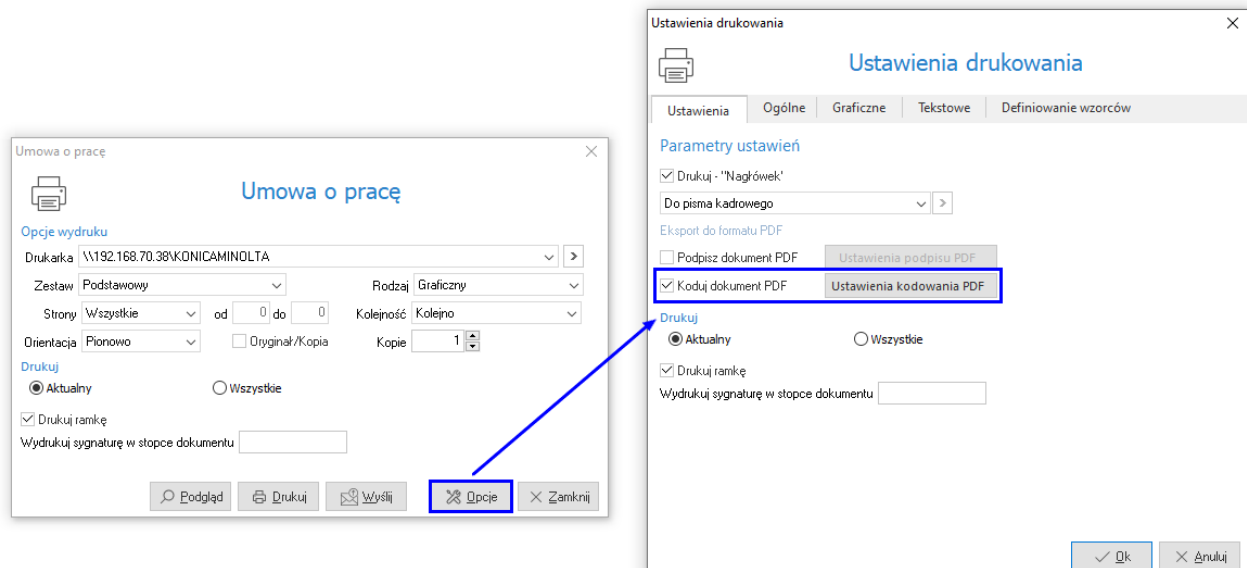 Umowa o pracę
Umowa o pracę
Opcje wydruku
Drukarka \\192.168.70.38\KONICAMINOLTA >
Zestaw Podstawowy Rodzaj Graficzny
Strony Wszystkie od 0 do 0 Kolejność Kolejno
Orientacja Pionowo Oryginał/Kopia Kopie 1
Drukuj
Aktualny Wszystkie
Drukuj ramkę
Wydrukuj sygnaturę w stopce dokumentu
Podgląd Drukuj Wyślij Opcje Zamknij
Ustawienia drukowania
Ustawienia drukowania
Ustawienia Ogólne Graficzne Tekstowe Definiowanie wzorców
Parametry ustawień
Drukuj - "Nagłówek'
Do pisma kadrowego >
Eksport do formatu PDF
Podpisz dokument PDF Ustawienia podpisu PDF
Koduj dokument PDF Ustawienia kodowania PDF
Drukuj
Aktualny Wszystkie
Drukuj ramkę
Wydrukuj sygnaturę w stopce dokumentu
Ok Anuluj